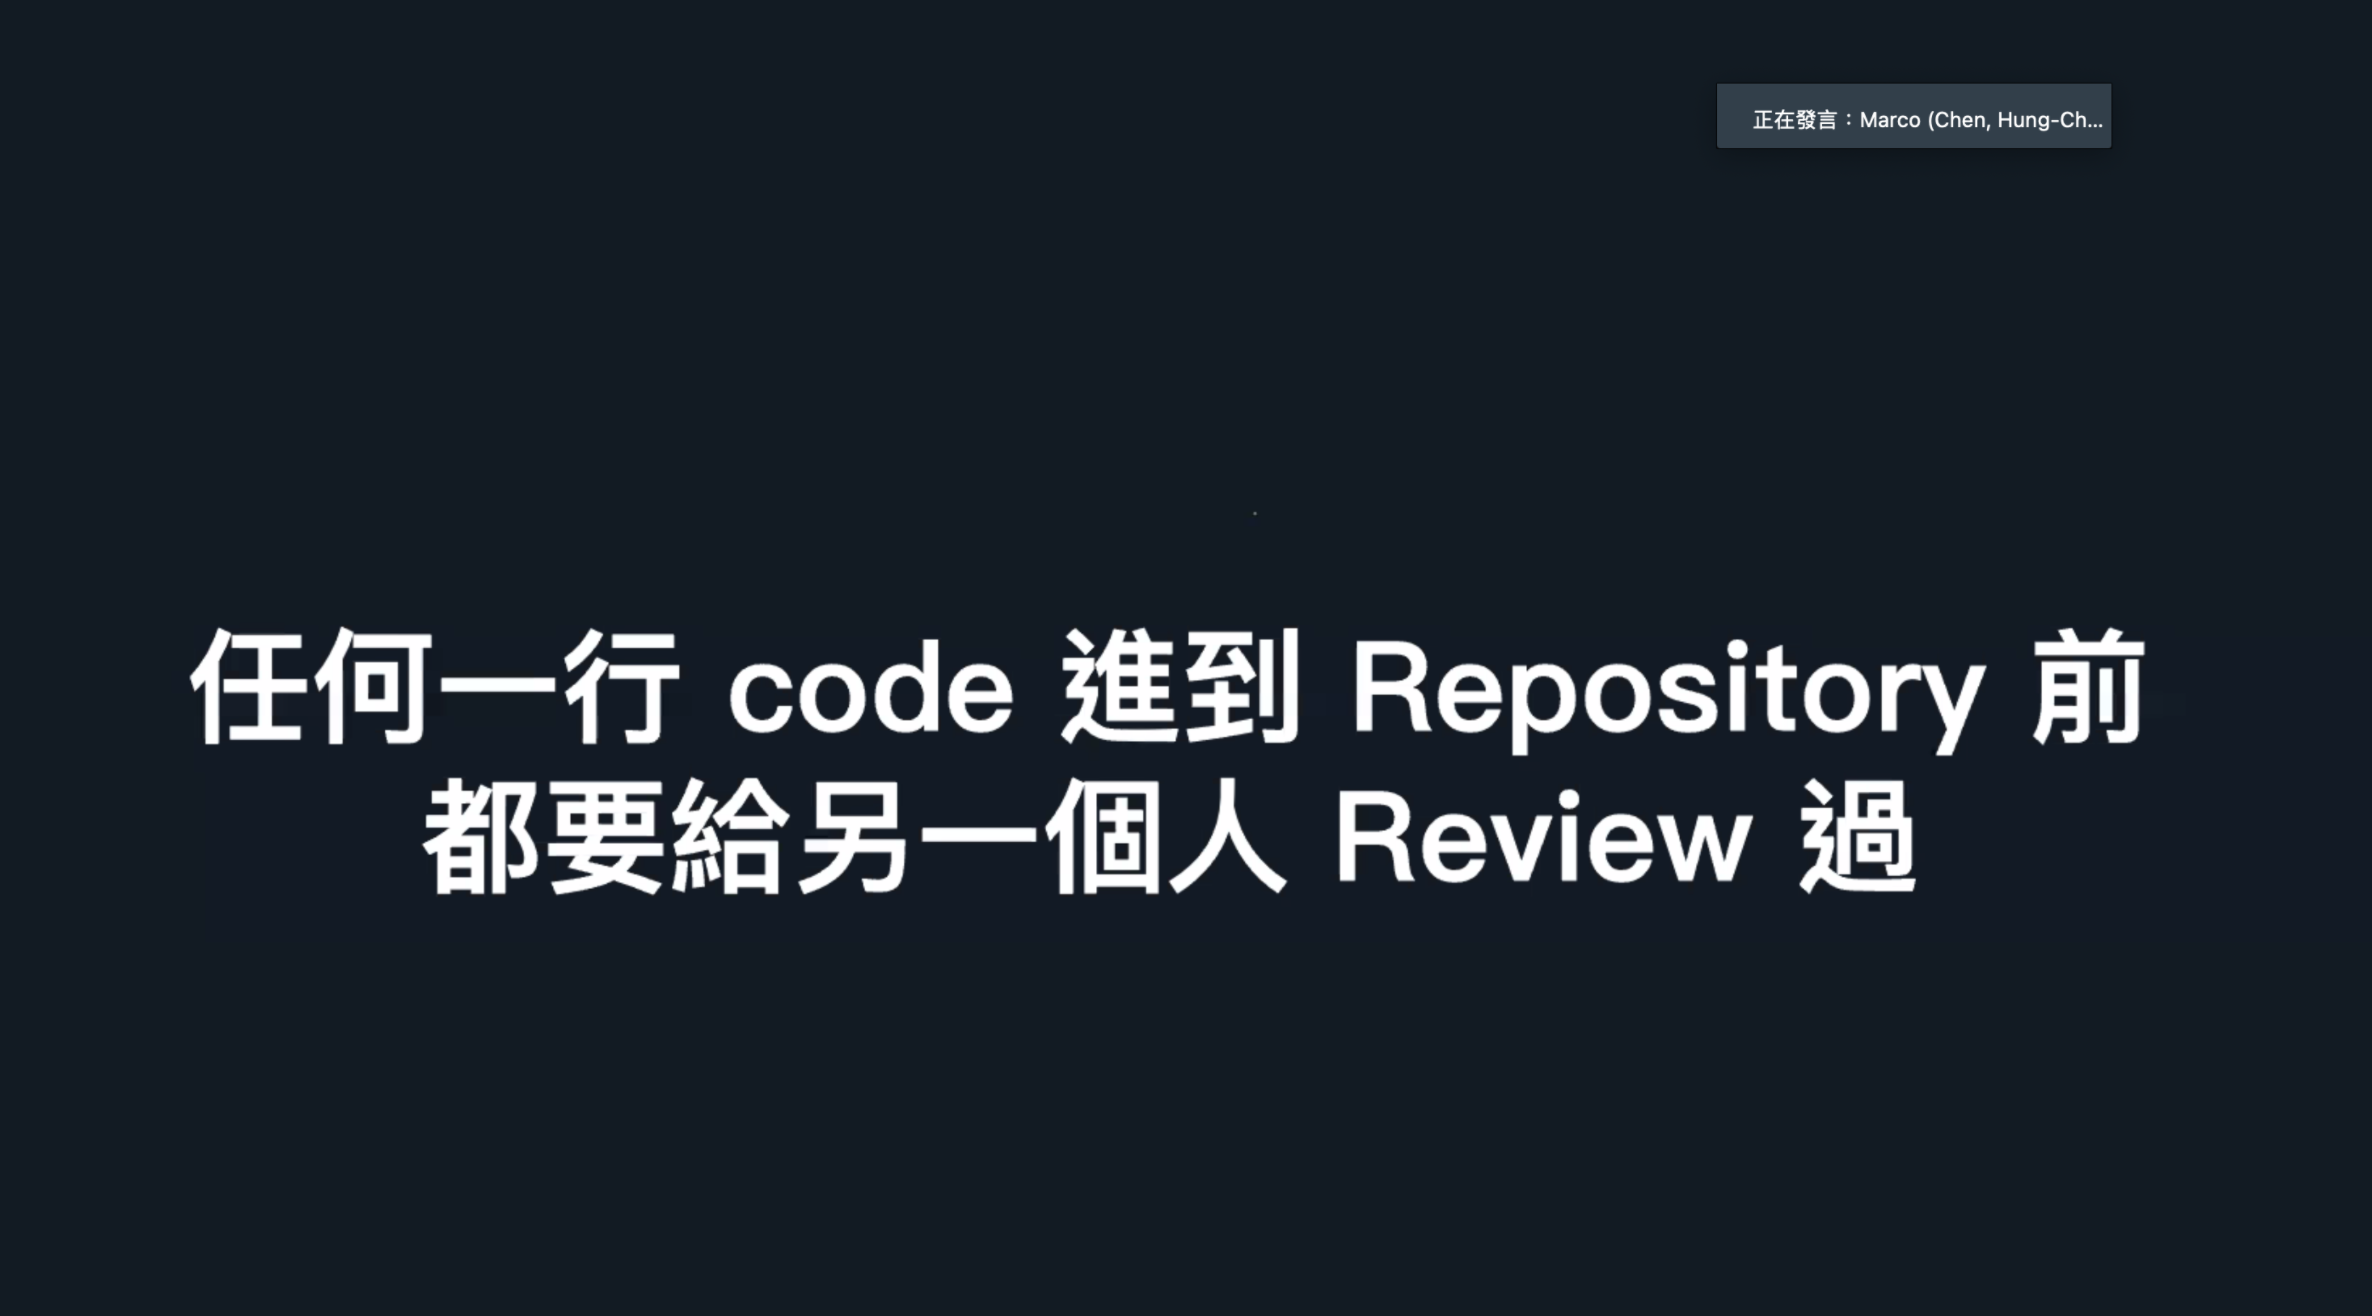 正在發言：Marco (Chen, Hung-Ch...
任何一行 code 進到 Repository 前
都要給另一個人 Review 過